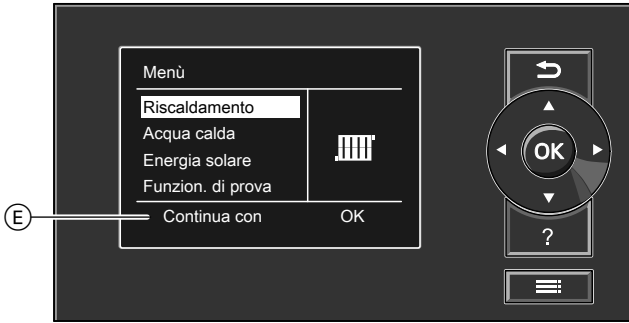 Menù
Riscaldamento
Acqua calda
Energia solare
Funzion. di prova
Continua con OK
E
OK
?